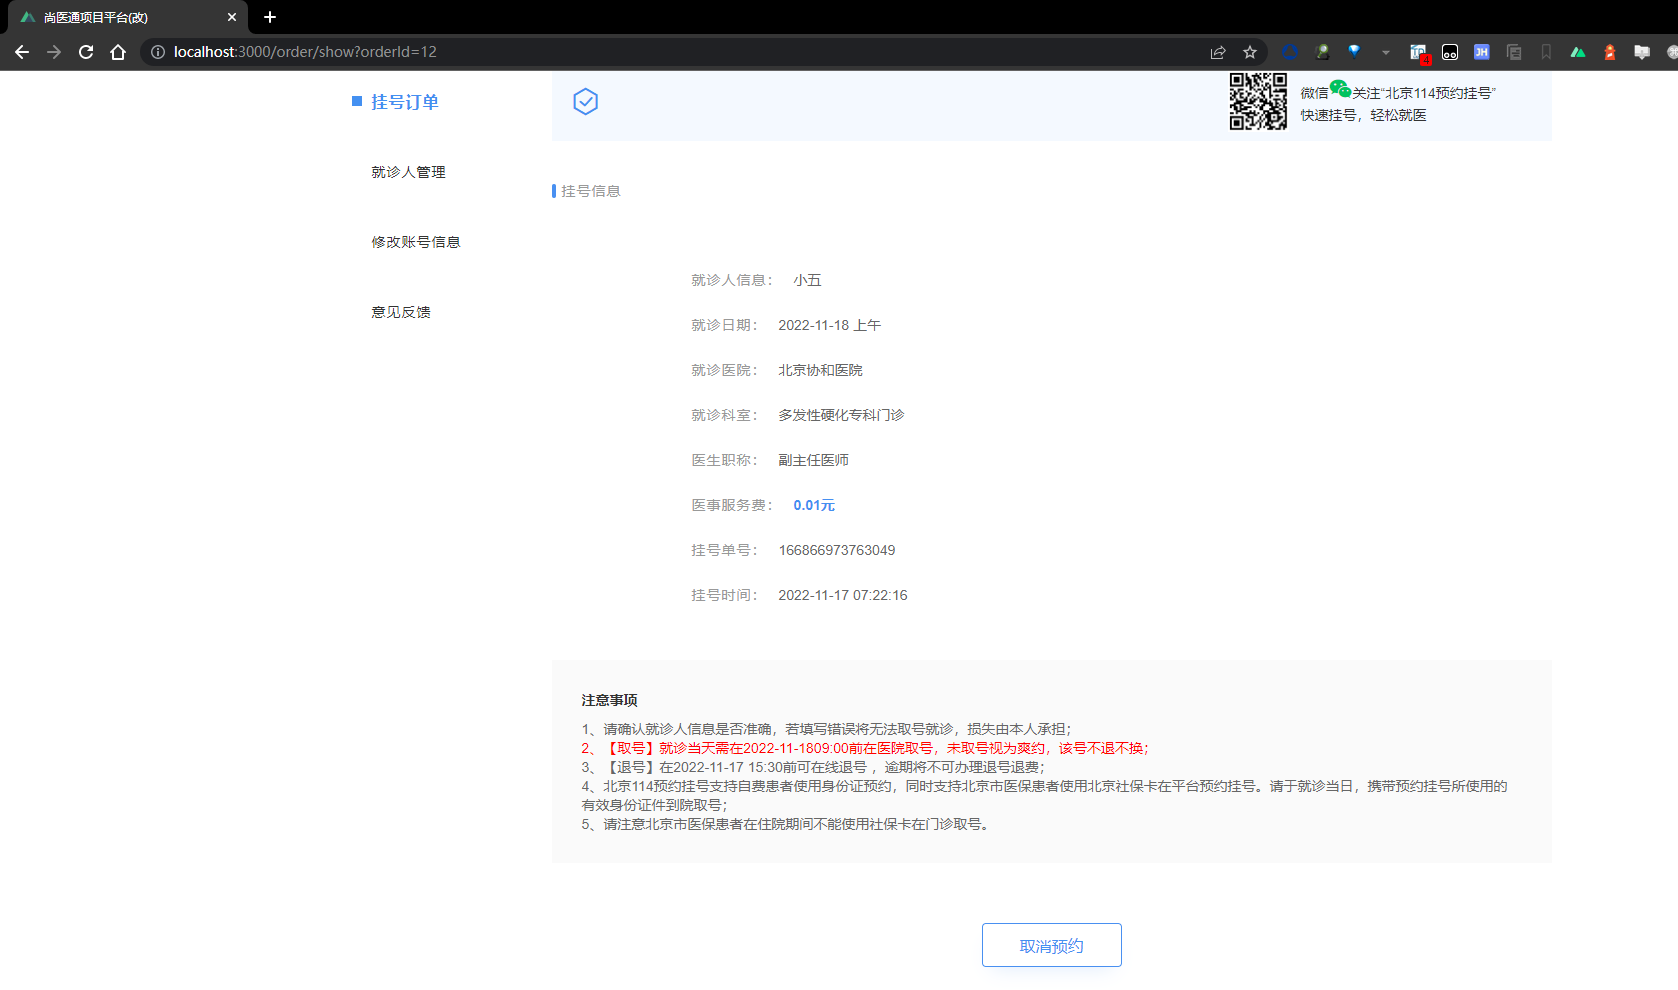 尚医通项目平台(改)
localhost:3000/order/show?orderId=12
挂号订单
就诊人管理
修改账号信息
意见反馈
微信关注“北京114预约挂号”
快速挂号，轻松就医
挂号信息
就诊人信息： 小五
就诊日期： 2022-11-18 上午
就诊医院： 北京协和医院
就诊科室： 多发性硬化专科门诊
医生职称： 副主任医师
医事服务费： 0.01元
挂号单号： 166866973763049
挂号时间： 2022-11-17 07:22:16
注意事项
1、请确认就诊人信息是否准确，若填写错误将无法取号就诊，损失由本人承担；
2、【取号】就诊当天需在2022-11-1809:00前在医院取号，未取号视为爽约，该号不退不换；
3、【退号】在2022-11-17 15:30前可在线退号 ，逾期将不可办理退号退费；
4、北京114预约挂号支持自费患者使用身份证预约，同时支持北京市医保患者使用北京社保卡在平台预约挂号。请于就诊当日，携带预约挂号所使用的
有效身份证件到院取号；
5、请注意北京市医保患者在住院期间不能使用社保卡在门诊取号。
取消预约